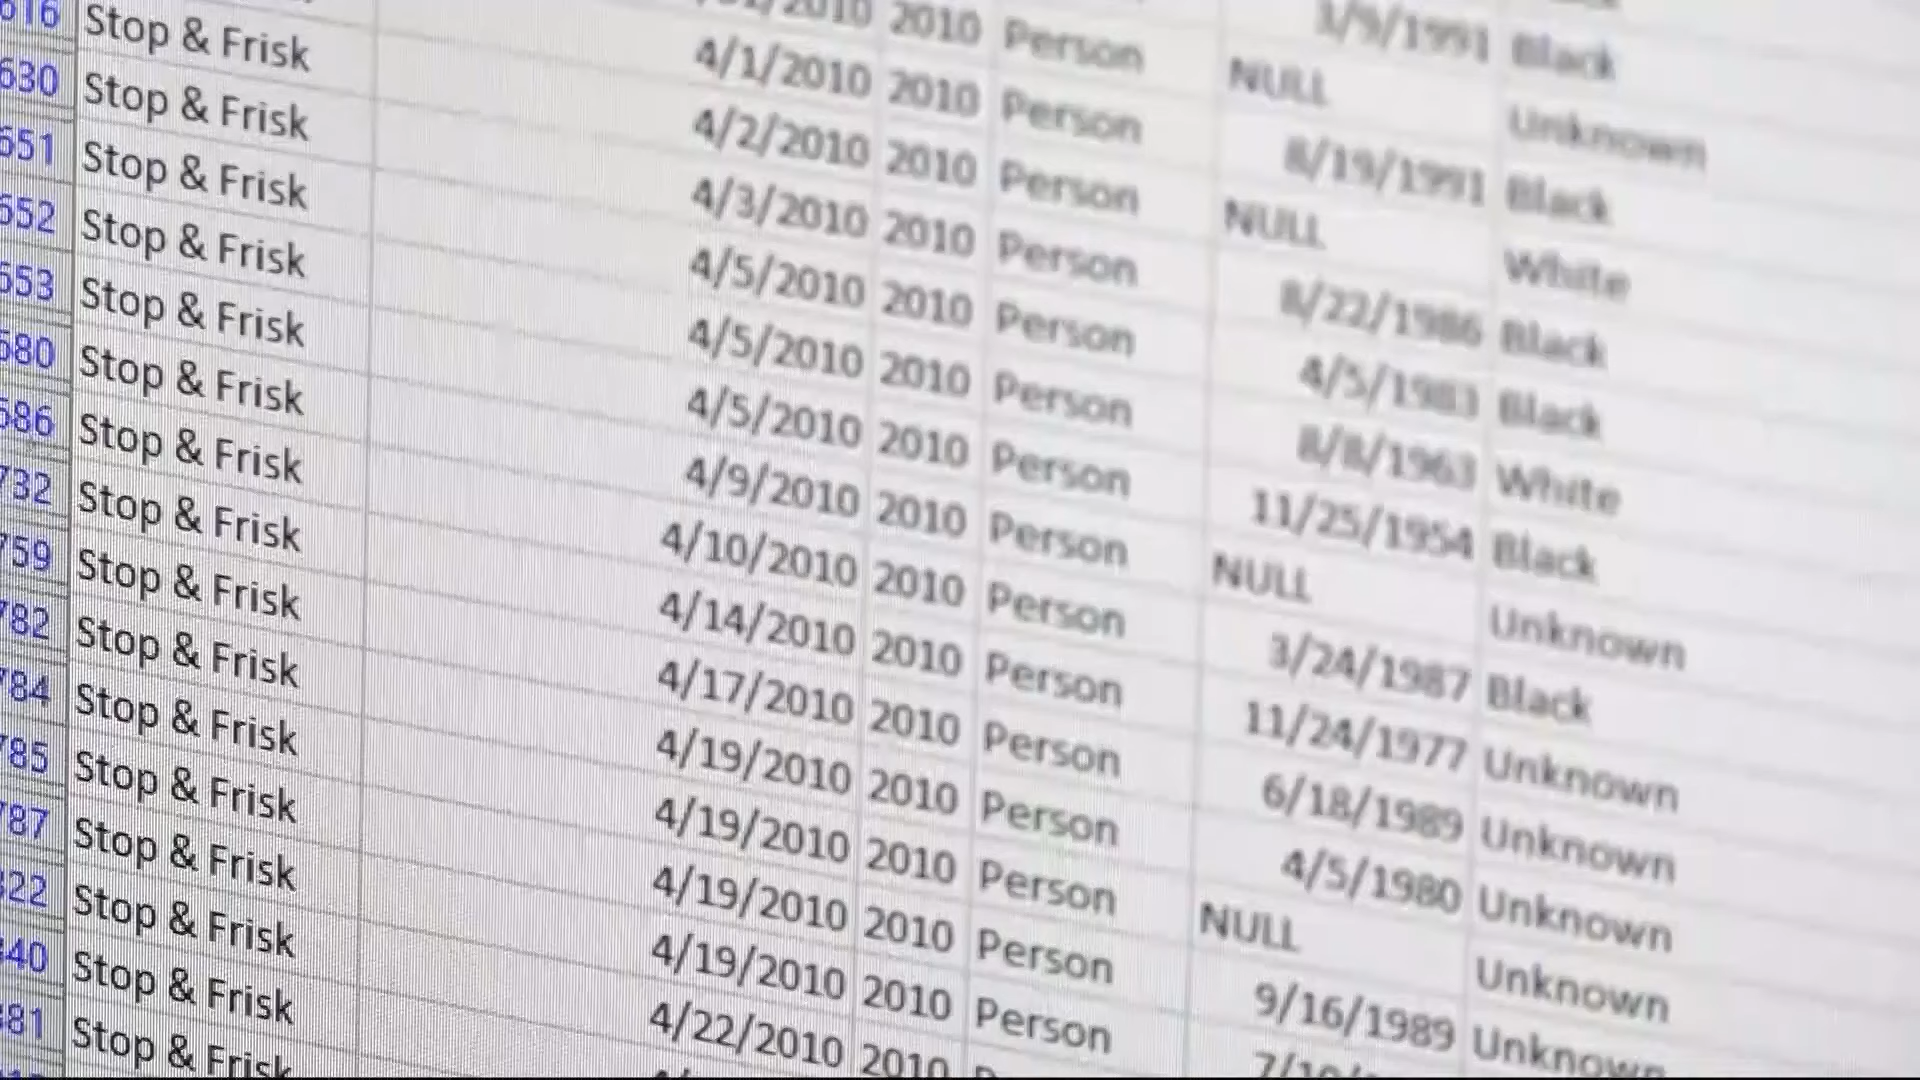 3/9/1991 Black
2010 Person NULL Unknown
4/1/2010 2010 Person 8/19/1991 Black
616 Stop & Frisk 4/2/2010 2010 Person NULL White
630 Stop & Frisk 4/3/2010 2010 Person 8/22/1986 Black
651 Stop & Frisk 4/5/2010 2010 Person 4/5/1983 Black
652 Stop & Frisk 4/5/2010 2010 Person 8/8/1963 White
653 Stop & Frisk 4/5/2010 2010 Person 11/25/1954 Black
680 Stop & Frisk 4/9/2010 2010 Person NULL Unknown
686 Stop & Frisk 4/10/2010 2010 Person 3/24/1987 Black
732 Stop & Frisk 4/14/2010 2010 Person 11/24/1977 Unknown
759 Stop & Frisk 4/17/2010 2010 Person 6/18/1989 Unknown
782 Stop & Frisk 4/19/2010 2010 Person 4/5/1980 Unknown
784 Stop & Frisk 4/19/2010 2010 Person NULL Unknown
785 Stop & Frisk 4/19/2010 2010 Person 9/16/1989 Unknown
787 Stop & Frisk 4/19/2010 2010 Person
22 Stop & Frisk 4/22/2010 2010
40 Stop & Frisk
81 Stop & Frisk